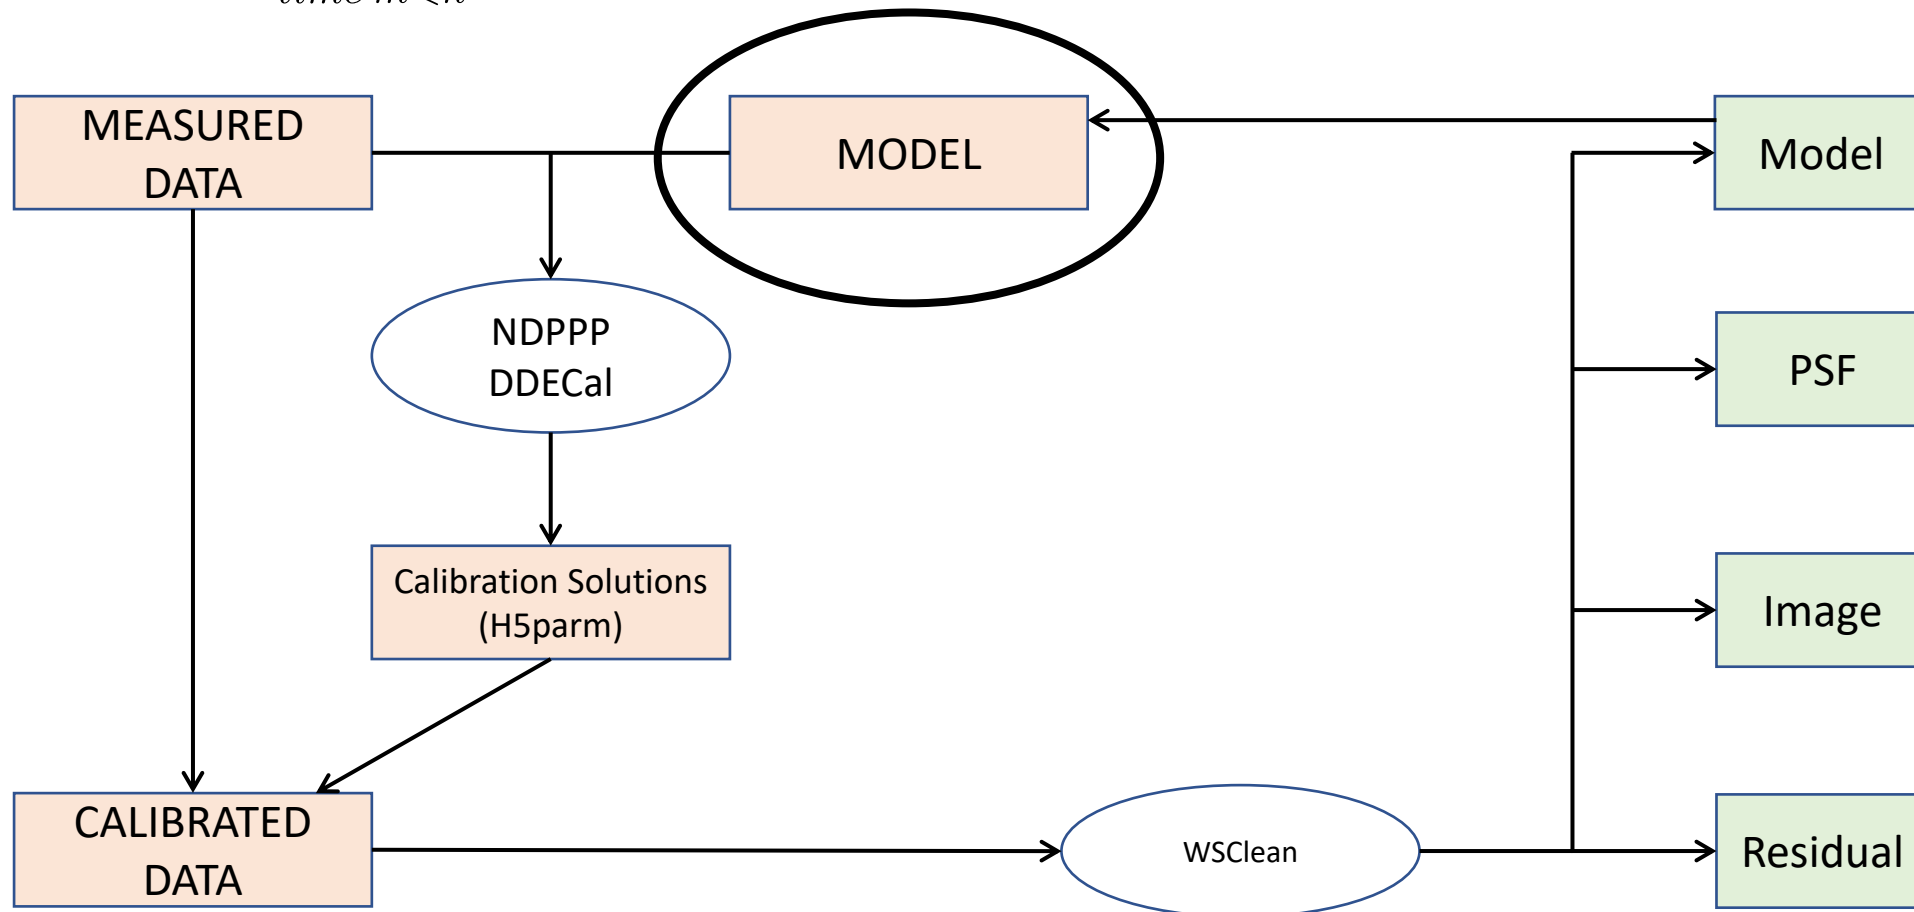 MEASURED
DATA
MODEL
Model
NDPPP
DDECal
PSF
Calibration Solutions
(H5parm)
Image
CALIBRATED
DATA
WSClean
Residual